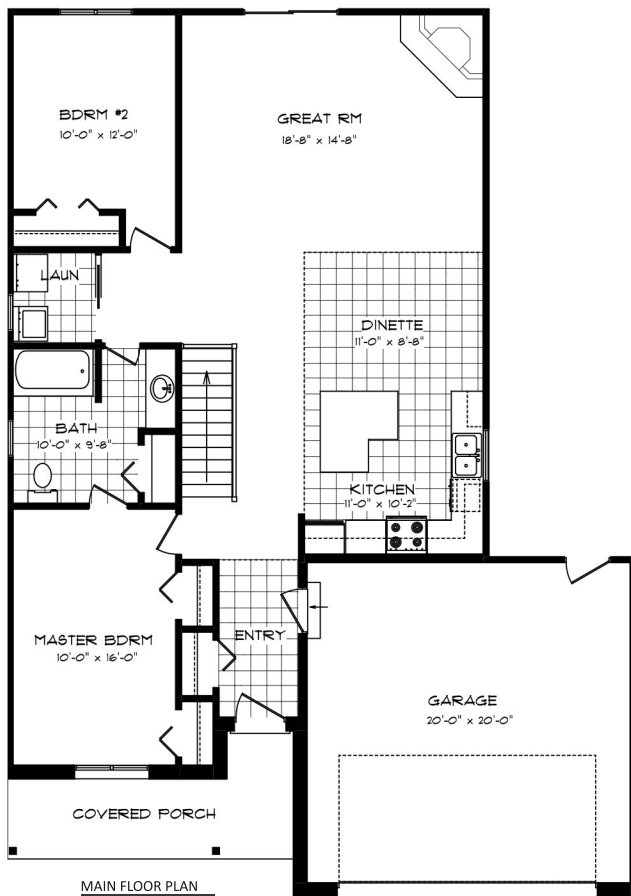 BDRM #2
10'-0" x 12'-0"
GREAT RM
18'-8" x 14'-8"
LAUN
DINETTE
11'-0" x 8'-8"
BATH
10'-0" x 9'-8"
KITCHEN
11'-0" x 10'-2"
MASTER BDRM
10'-0" x 16'-0"
ENTRY
GARAGE
20'-0" x 20'-0"
COVERED PORCH
MAIN FLOOR PLAN